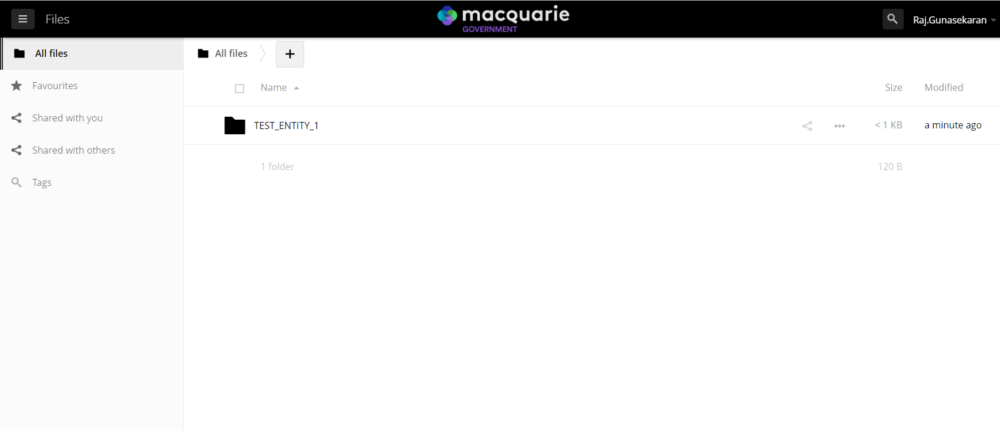 Files
macquarie
GOVERNMENT
Raj.Gunasekaran
All files
Favourites
Shared with you
Shared with others
Tags
All files
Name Size Modified
TEST_ENTITY_1 < 1 KB a minute ago
1 folder 120 B